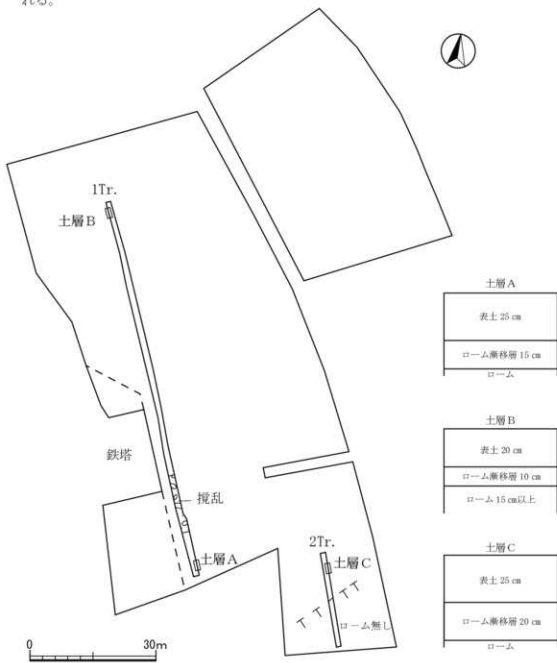 れる。
1Tr.
土層B
鉄塔
撹乱
土層A
2Tr.
土層C
ローム無し
0 30m
土層A
表土 25 ㎝
ローム漸移層 15 ㎝
ローム
土層B
表土 20 ㎝
ローム漸移層 10 ㎝
ローム 15 ㎝以上
土層C
表土 25 ㎝
ローム漸移層 20 ㎝
ローム